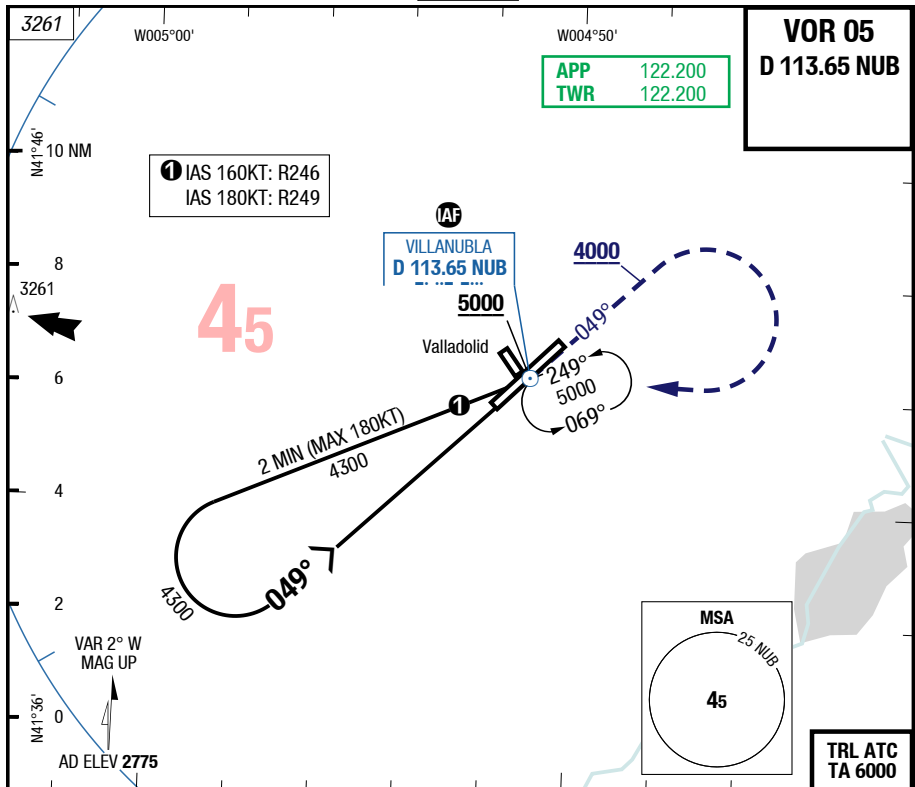 3261
W005°00'
W004°50'
VOR 05
D 113.65 NUB
APP 122.200
TWR 122.200
N41°46'
10 NM
1 IAS 160KT: R246
IAS 180KT: R249
IAF
VILLANUBLA
D 113.65 NUB
4000
8
3261
45
5000
049°
Valladolid
6
249°
5000
069°
1
2 MIN (MAX 180KT)
4300
4
049°
4300
2
MSA
25 NUB
45
VAR 2° W
MAG UP
N41°36'
0
AD ELEV 2775
TRL ATC
TA 6000